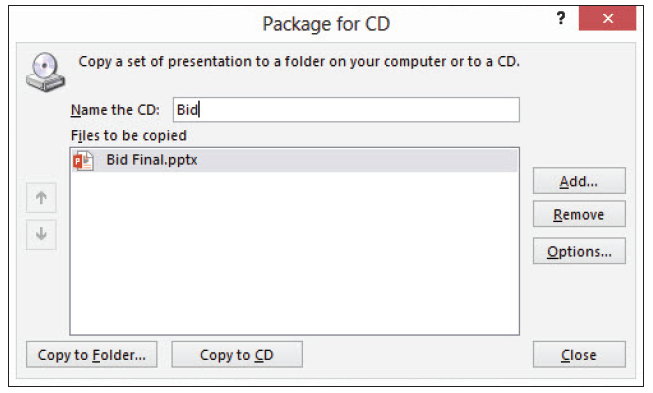 Package for CD
?
Copy a set of presentation to a folder on your computer or to a CD.
Name the CD: Bid
Files to be copied
Bid Final.pptx
Add...
Remove
Options...
Copy to Folder... Copy to CD Close